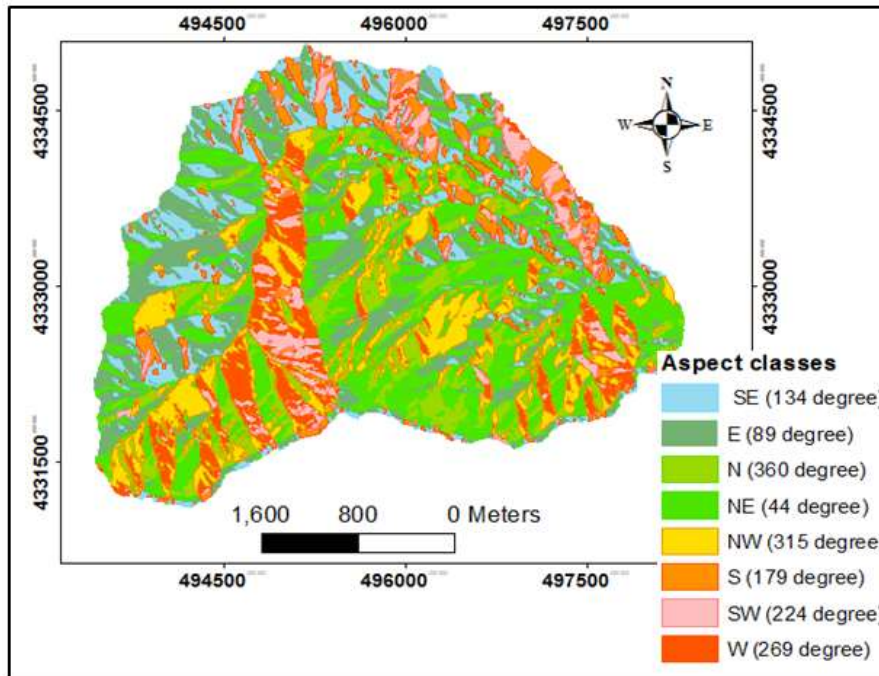 494500 496000 497500
4334500
4334500
N
W E
S
4333000
4333000
Aspect classes
SE (134 degree)
E (89 degree)
N (360 degree)
NE (44 degree)
NW (315 degree
S (179 degree)
SW (224 degree)
W (269 degree)
4331500
1,600 800 0 Meters
494500 496000 497500